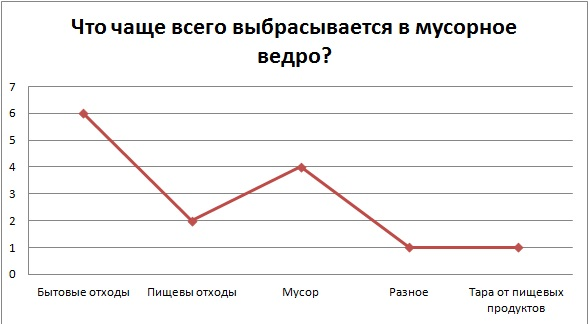 Что чаще всего выбрасывается в мусорное
ведро?
7
6
5
4
3
2
1
0
Бытовые отходы
Пищевы отходы
Мусор
Разное
Тара от пищевых
продуктов